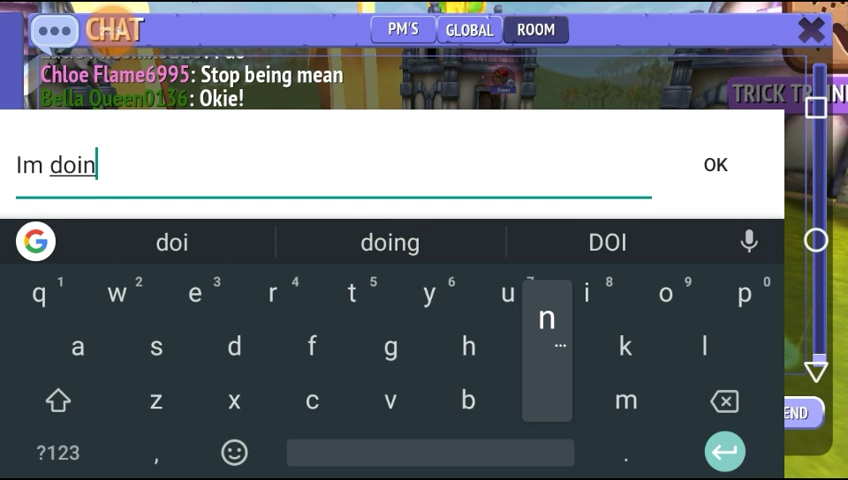 CHAT
PM'S
GLOBAL
ROOM
Chloe Flame6995: Stop being mean
Bella Queen0136: Okie!
TRICK
Im doin
OK
doi
doing
DOI
q 1 w 2 e 3 r 4 t 5 y 6 u i 8 o 9 p 0
a s d f g h k l
n
z x c v b m
?123 , .